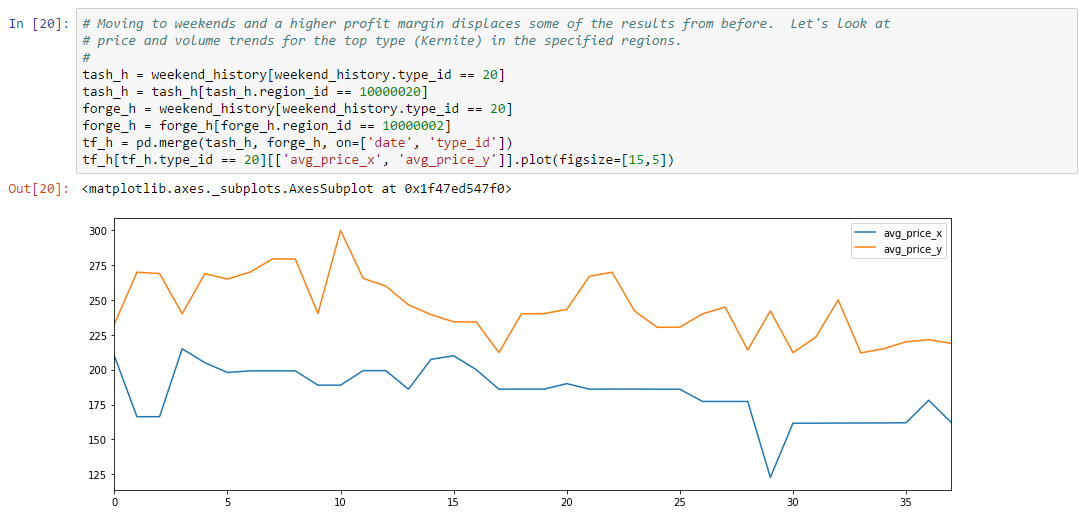 In [20]: # Moving to weekends and a higher profit margin displaces some of the results from before.  Let's look at
# price and volume trends for the top type (Kernite) in the specified regions.
#
tash_h = weekend_history[weekend_history.type_id == 20]
tash_h = tash_h[tash_h.region_id == 10000020]
forge_h = weekend_history[weekend_history.type_id == 20]
forge_h = forge_h[forge_h.region_id == 10000002]
tf_h = pd.merge(tash_h, forge_h, on=['date', 'type_id'])
tf_h[tf_h.type_id == 20][['avg_price_x', 'avg_price_y']].plot(figsize=[15,5])
Out[20]: <matplotlib.axes._subplots.AxesSubplot at 0x1f47ed547f0>
avg_price_x
avg_price_y
300
275
250
225
200
175
150
125
0 5 10 15 20 25 30 35